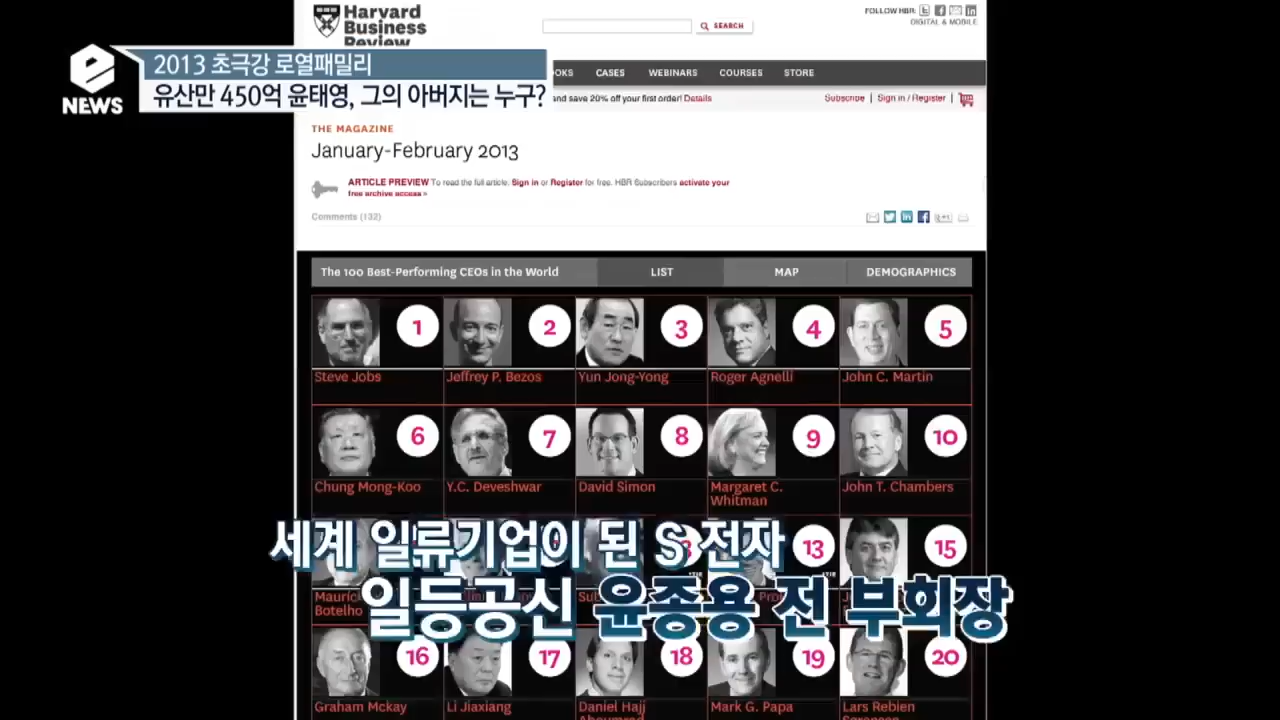 Harvard
Business
Review
SEARCH
FOLLOW HBR:
DIGITAL & MOBILE
e
NEWS
2013 초극강 로열패밀리
유산만 450억 윤태영, 그의 아버지는 누구?
OKS CASES WEBINARS COURSES STORE
and save 20% off your first order! Details
Subscribe | Sign in / Register |
THE MAGAZINE
January-February 2013
ARTICLE PREVIEW To read the full article, Sign in or Register for free. HBR Subscribers activate your
free archive access »
Comments (132)
The 100 Best-Performing CEOs in the World LIST MAP DEMOGRAPHICS
1 2 3 4 5
Steve Jobs Jeffrey P. Bezos Yun Jong-Yong Roger Agnelli John C. Martin
6 7 8 9 10
Chung Mong-Koo Y.C. Deveshwar David Simon Margaret C. Whitman John T. Chambers
세계 일류기업이 된 S 전자
13 15
Botelho
일등공신 윤종용 전 부회장
16 17 18 19 20
Graham Mckay Li Jiaxiang Daniel Hajj Mark G. Papa Lars Rebien